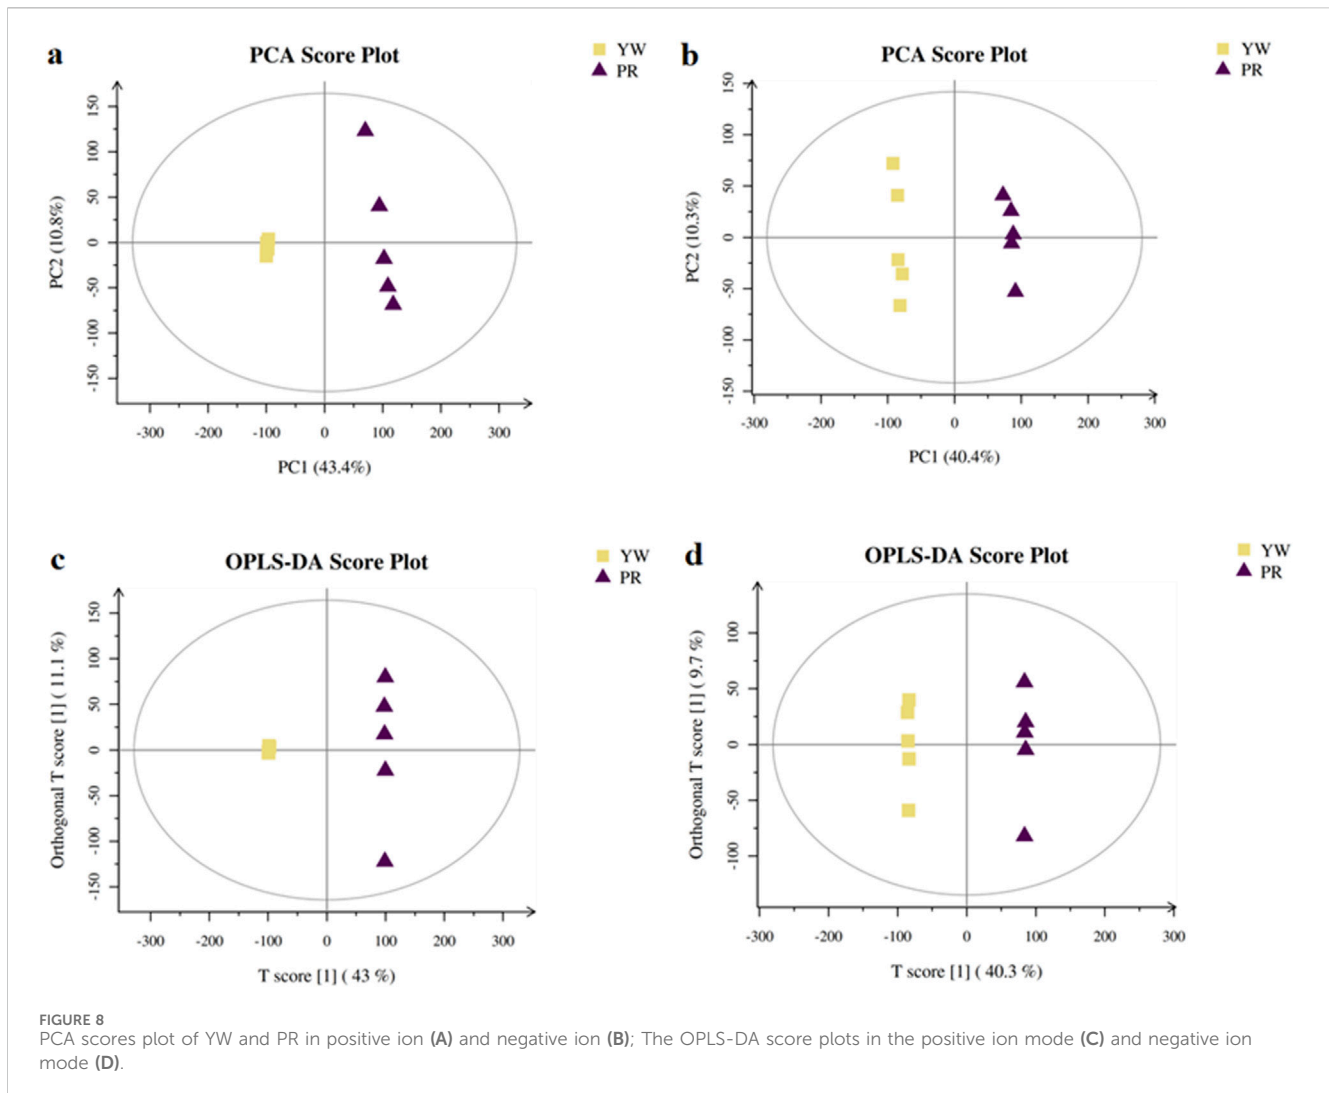 a
PCA Score Plot
YW
PR
PC2 (10.8%)
150
100
50
0
-50
-100
-150
-300 -200 -100 0 100 200 300
PC1 (43.4%)
b
PCA Score Plot
YW
PR
PC2 (10.3%)
150
100
50
0
-50
-100
-150
-300 -200 -100 0 100 200 300
PC1 (40.4%)
c
OPLS-DA Score Plot
YW
PR
Orthogonal T score [1] ( 11.1 %)
150
100
50
0
-50
-100
-150
-300 -200 -100 0 100 200 300
T score [1] ( 43 %)
d
OPLS-DA Score Plot
YW
PR
Orthogonal T score [1] ( 9.7 %)
100
50
0
-50
-100
-300 -200 -100 0 100 200 300
T score [1] ( 40.3 %)
FIGURE 8
PCA scores plot of YW and PR in positive ion (A) and negative ion (B); The OPLS-DA score plots in the positive ion mode (C) and negative ion
mode (D).